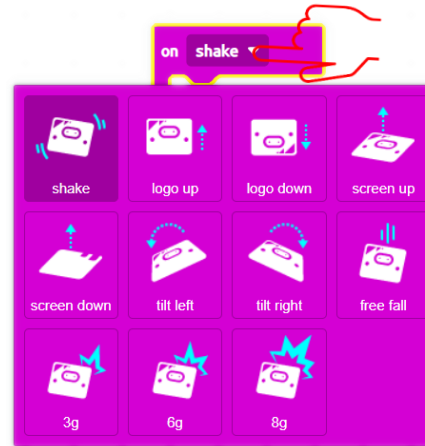 on shake
shake logo up logo down screen up
screen down tilt left tilt right free fall
3g 6g 8g